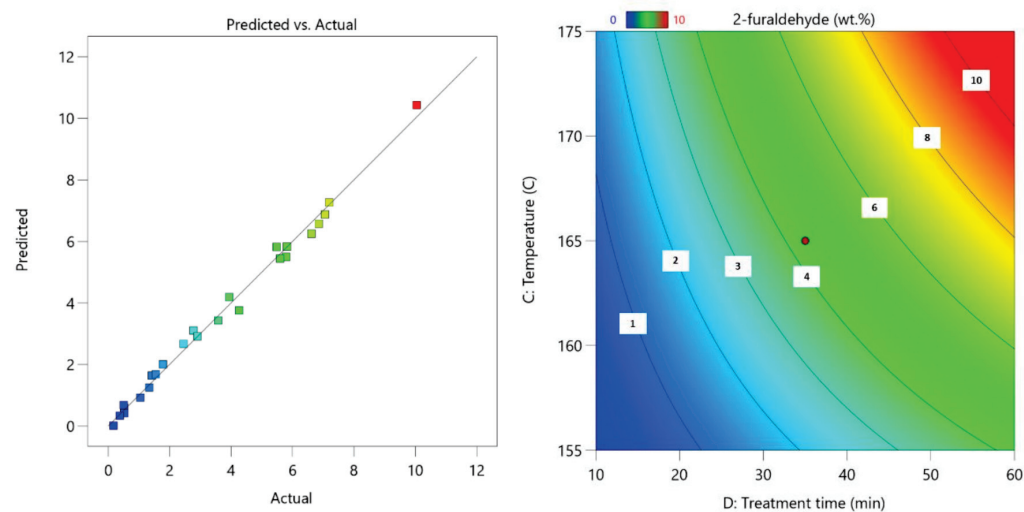 Predicted vs. Actual
12
10
8
6
4
2
0
Predicted
0 2 4 6 8 10 12
Actual
0 10 2-furaldehyde (wt.%)
175
170
165
160
155
C: Temperature (C)
10
8
6
2
3
4
1
10 20 30 40 50 60
D: Treatment time (min)